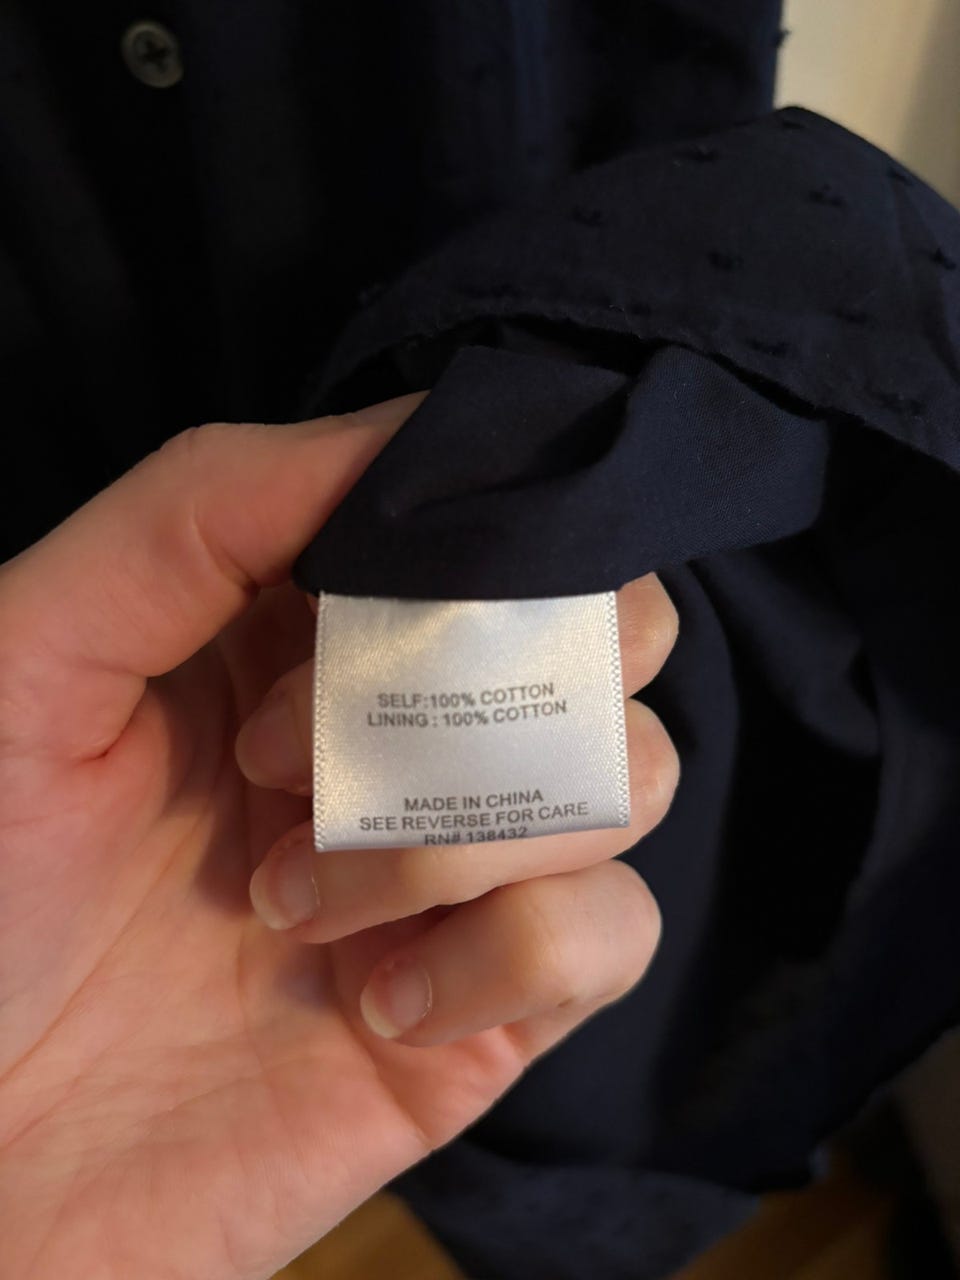 SELF:100% COTTON
LINING : 100% COTTON
MADE IN CHINA
SEE REVERSE FOR CARE
RN# 138432